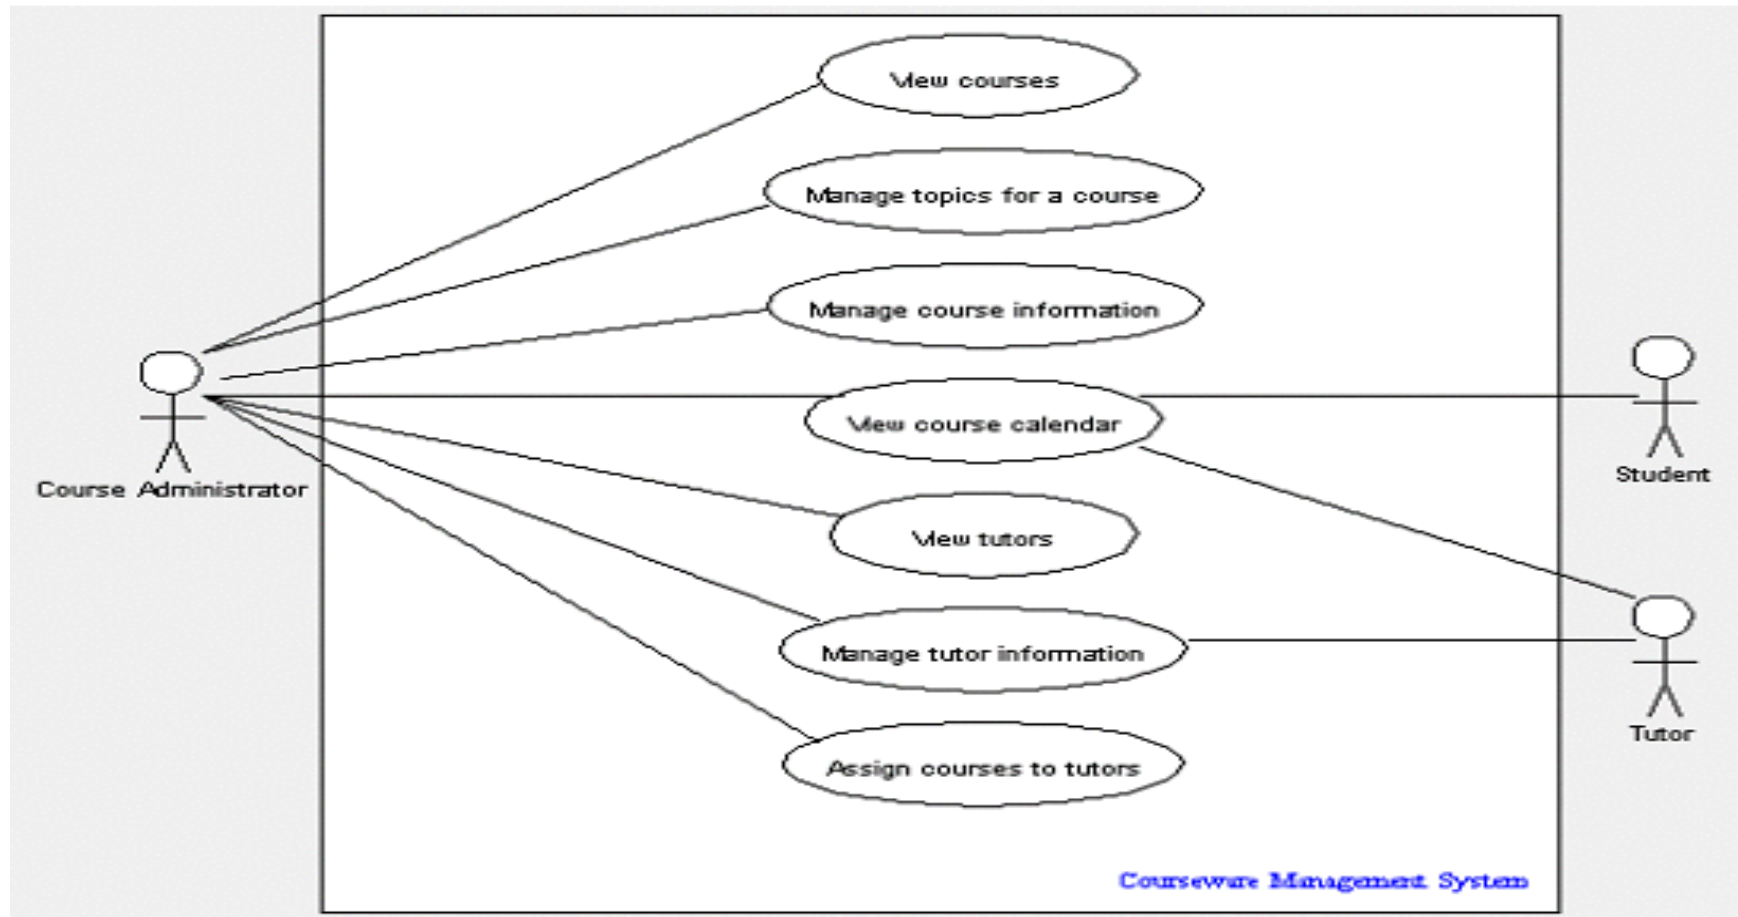 View courses
Manage topics for a course
Manage course information
View course calendar
View tutors
Manage tutor information
Assign courses to tutors
Course Administrator
Student
Tutor
Courseware Management System